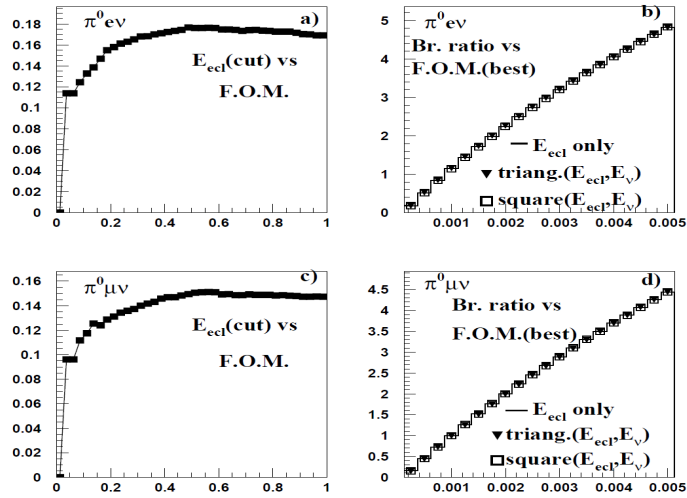 π⁰eν
a)
E_ecl(cut) vs
F.O.M.
0.18
0.16
0.14
0.12
0.1
0.08
0.06
0.04
0.02
0
0 0.2 0.4 0.6 0.8 1
π⁰eν
b)
Br. ratio vs
F.O.M.(best)
E_ecl only
triang.(E_ecl,E_ν)
square(E_ecl,E_ν)
5
4
3
2
1
0
0.001 0.002 0.003 0.004 0.005
π⁰μν
c)
E_ecl(cut) vs
F.O.M.
0.16
0.14
0.12
0.1
0.08
0.06
0.04
0.02
0
0 0.2 0.4 0.6 0.8 1
π⁰μν
d)
Br. ratio vs
F.O.M.(best)
E_ecl only
triang.(E_ecl,E_ν)
square(E_ecl,E_ν)
4.5
4
3.5
3
2.5
2
1.5
1
0.5
0
0.001 0.002 0.003 0.004 0.005